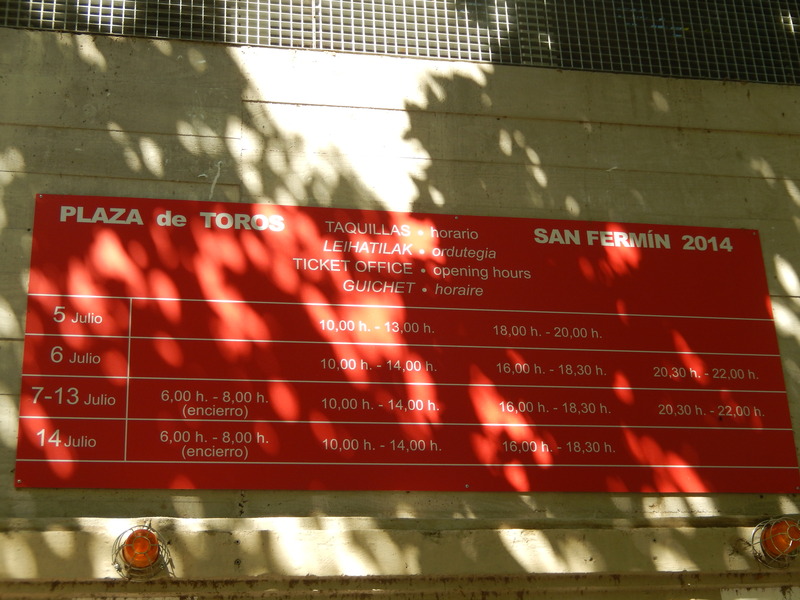 PLAZA de TOROS
TAQUILLAS • horario
LEIHATILAK • ordutegia
TICKET OFFICE • opening hours
GUICHET • horaire
SAN FERMÍN 2014
5 Julio 10,00 h. - 13,00 h. 18,00 h. - 20,00 h.
6 Julio 10,00 h. - 14,00 h. 16,00 h. - 18,30 h. 20,30 h. - 22,00 h.
7-13 Julio 6,00 h. - 8,00 h. 10,00 h. - 14,00 h. 16,00 h. - 18,30 h. 20,30 h. - 22,00 h.
(encierro)
14 Julio 6,00 h. - 8,00 h. 10,00 h. - 14,00 h. 16,00 h. - 18,30 h.
(encierro)